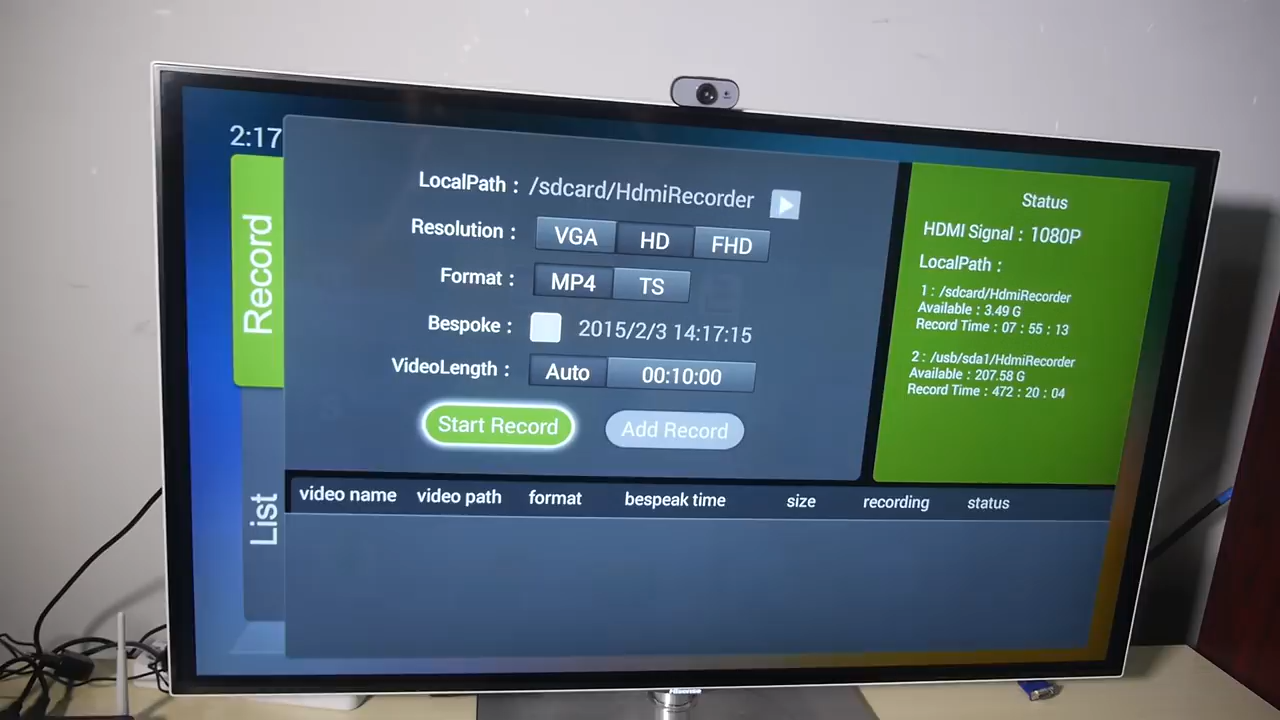 2:17
Record
List
LocalPath : /sdcard/HdmiRecorder
Resolution : VGA HD FHD
Format : MP4 TS
Bespoke : 2015/2/3 14:17:15
VideoLength : Auto 00:10:00
Start Record Add Record
Status
HDMI Signal : 1080P
LocalPath :
1 : /sdcard/HdmiRecorder
Available : 3.49 G
Record Time : 07 : 55 : 13
2 : /usb/sda1/HdmiRecorder
Available : 207.58 G
Record Time : 472 : 20 : 04
video name video path format bespeak time size recording status
Hisense